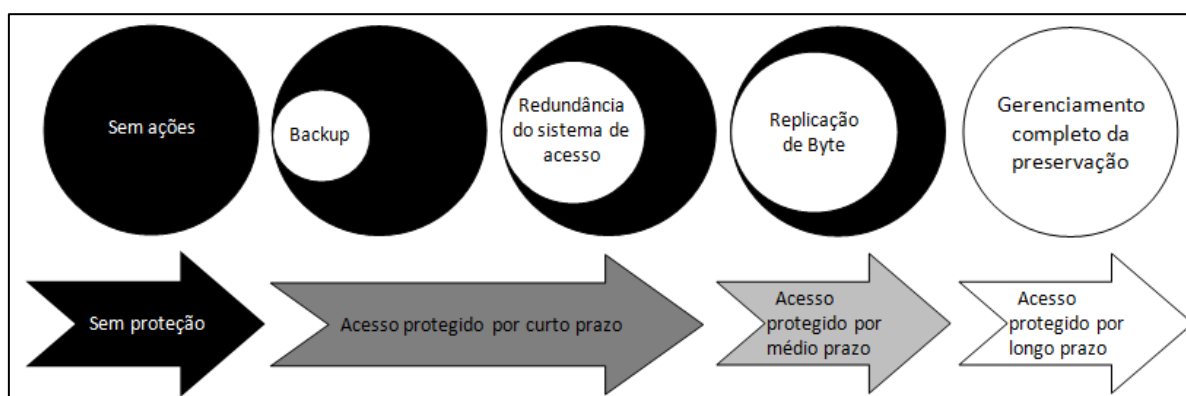 Sem ações
Backup
Redundância
do sistema de
acesso
Replicação
de Byte
Gerenciamento
completo da
preservação
Sem proteção
Acesso protegido por curto prazo
Acesso
protegido por
médio prazo
Acesso
protegido por
longo prazo